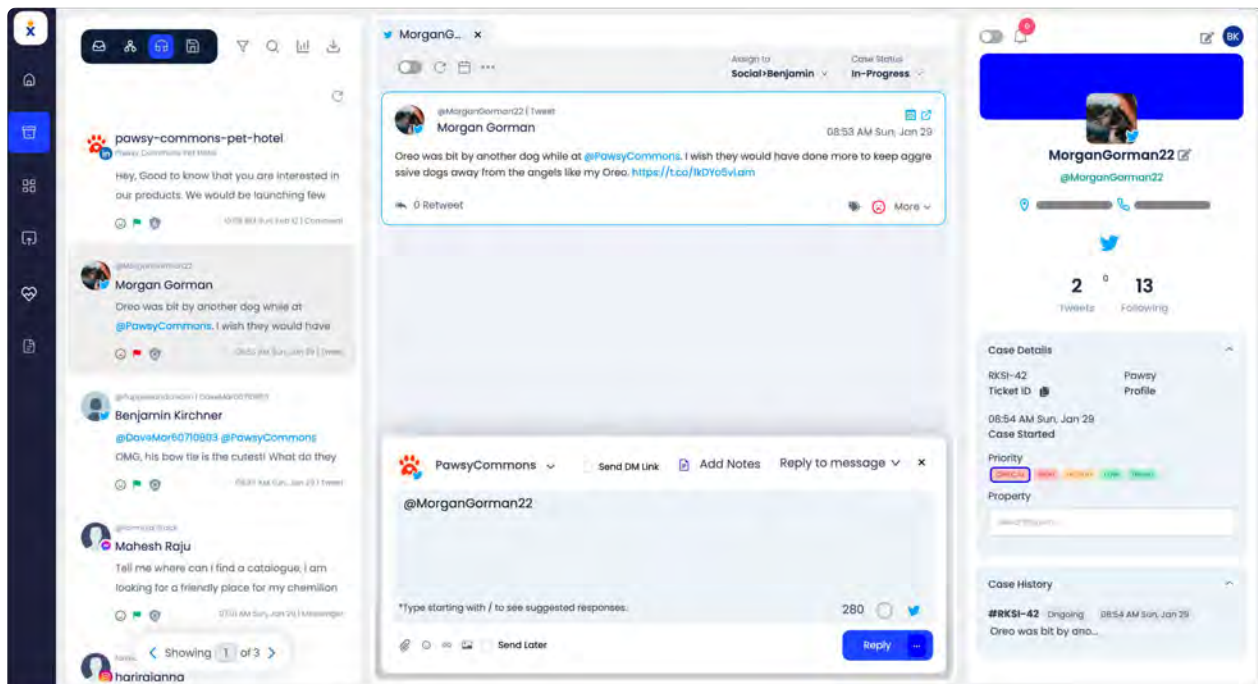 pawsy-commons-pet-hotel
Pawsy Commons Pet Hotel
Hey, Good to know that you are interested in
our products. We would be launching few
@MorganGorman22
Morgan Gorman
Oreo was bit by another dog while at
@PawsyCommons. I wish they would have
Benjamin Kirchner
@DaveMar60710803 @PawsyCommons
OMG, his bow tie is the cutest! What do they
Mahesh Raju
Tell me where can I find a catalogue, I am
looking for a friendly place for my chemilion
Showing 1 of 3
hariraianna
MorganG... x
Assign to
Social>Benjamin
Case Status
In-Progress
@MorganGorman22 | Tweet
Morgan Gorman
08:53 AM Sun, Jan 29
Oreo was bit by another dog while at @PawsyCommons. I wish they would have done more to keep aggre
ssive dogs away from the angels like my Oreo.
0 Retweet
More
PawsyCommons
Send DM Link
Add Notes
Reply to message
@MorganGorman22
*Type starting with / to see suggested responses.
280
Send Later
Reply
BK
MorganGorman22
@MorganGorman22
2 0 13
Tweets Following
Case Details
RKSI-42 Pawsy
Ticket ID Profile
08:54 AM Sun, Jan 29
Case Started
Priority
Property
Case History
#RKSI-42 Ongoing 08:54 AM Sun, Jan 29
Oreo was bit by ano...